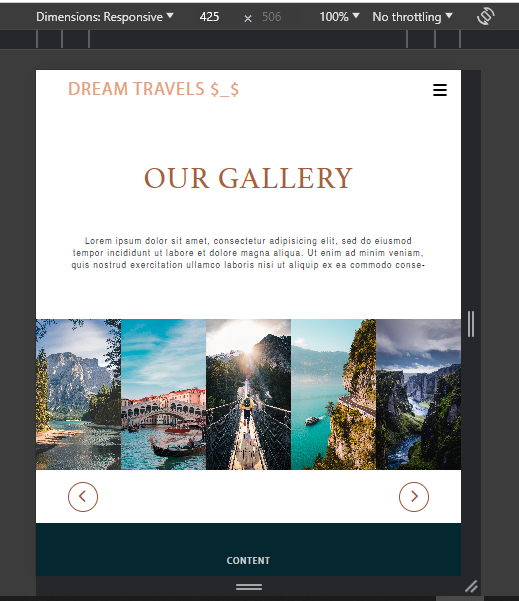 Dimensions: Responsive ▼ 425 × 506 100% ▼ No throttling ▼
DREAM TRAVELS $_$
OUR GALLERY
Lorem ipsum dolor sit amet, consectetur adipisicing elit, sed do eiusmod
tempor incididunt ut labore et dolore magna aliqua. Ut enim ad minim veniam,
quis nostrud exercitation ullamco laboris nisi ut aliquip ex ea commodo conse-
CONTENT